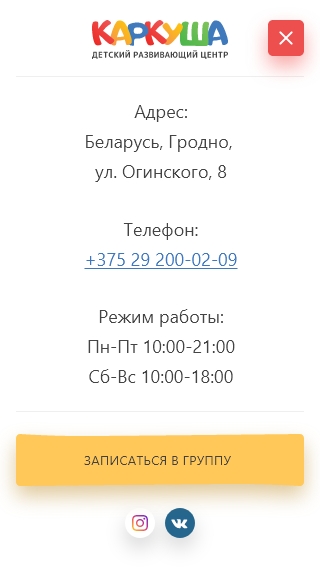 КАРКУША
ДЕТСКИЙ РАЗВИВАЮЩИЙ ЦЕНТР
Адрес:
Беларусь, Гродно,
ул. Огинского, 8
Телефон:
+375 29 200-02-09
Режим работы:
Пн-Пт 10:00-21:00
Сб-Вс 10:00-18:00
ЗАПИСАТЬСЯ В ГРУППУ